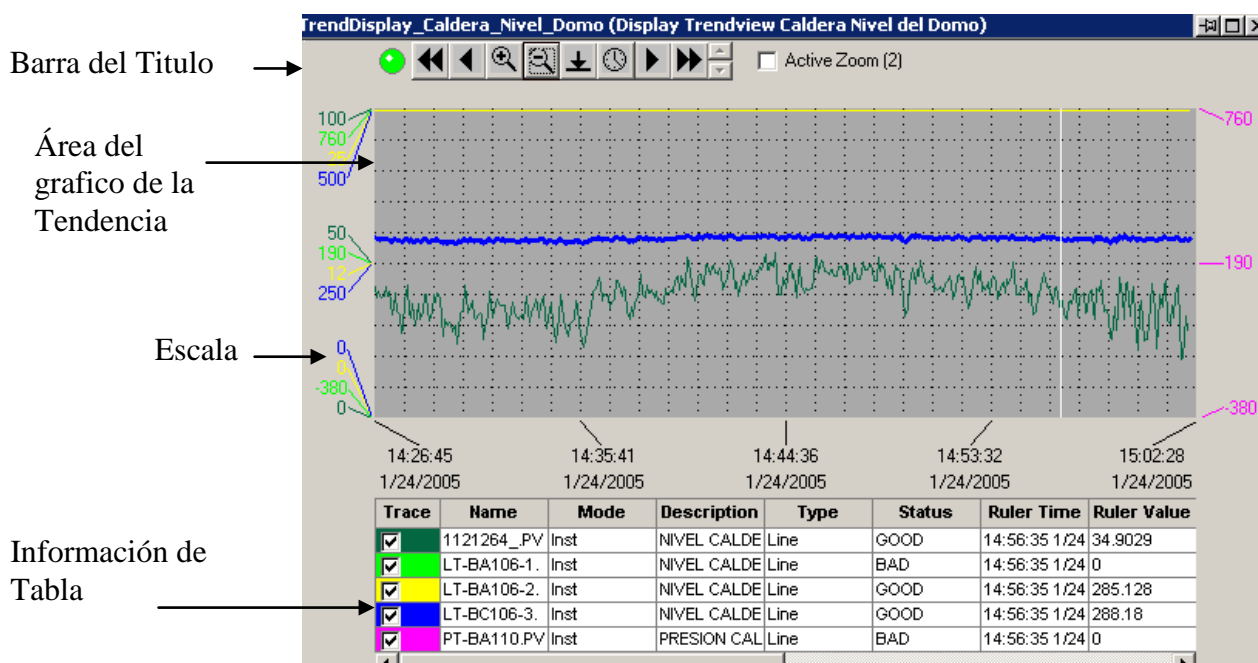 TrendDisplay_Caldera_Nivel_Domo (Display Trendview Caldera Nivel del Domo)
Barra del Titulo
Active Zoom (2)
Área del
grafico de la
Tendencia
100
760
25
500
760
50
190
12
250
190
Escala
0
0
-380
0
-380
14:26:45 14:35:41 14:44:36 14:53:32 15:02:28
1/24/2005 1/24/2005 1/24/2005 1/24/2005 1/24/2005
Información de
Tabla
Trace Name Mode Description Type Status Ruler Time Ruler Value
1121264_.PV Inst NIVEL CALDE Line GOOD 14:56:35 1/24 34.9029
LT-BA106-1. Inst NIVEL CALDE Line BAD 14:56:35 1/24 0
LT-BA106-2. Inst NIVEL CALDE Line GOOD 14:56:35 1/24 285.128
LT-BC106-3. Inst NIVEL CALDE Line GOOD 14:56:35 1/24 288.18
PT-BA110.PV Inst PRESION CAL Line BAD 14:56:35 1/24 0